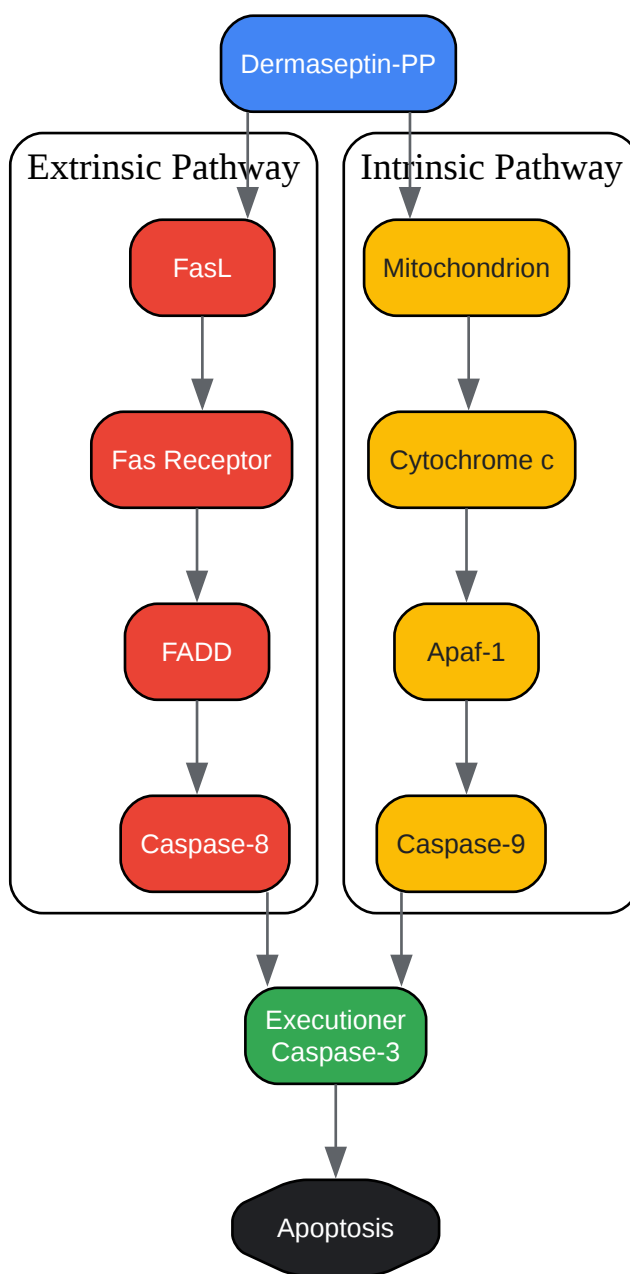 Dermaseptin-PP
Extrinsic Pathway
FasL
Fas Receptor
FADD
Caspase-8
Intrinsic Pathway
Mitochondrion
Cytochrome c
Apaf-1
Caspase-9
Executioner
Caspase-3
Apoptosis